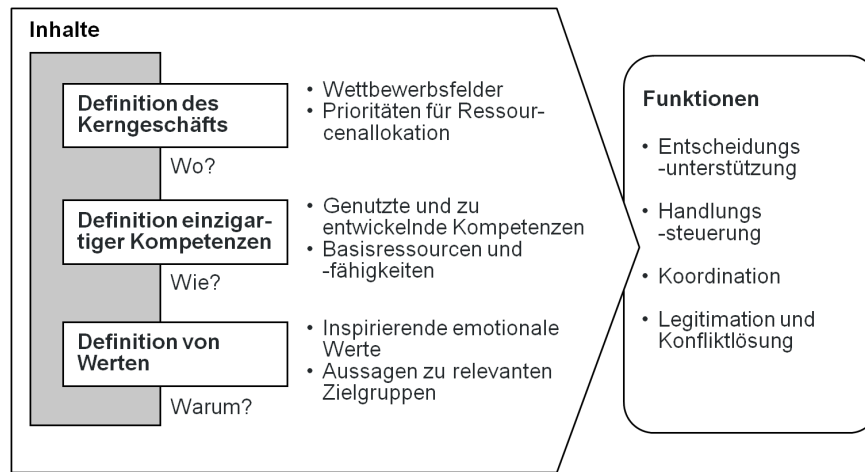 Inhalte
Definition des
Kerngeschäfts
Wo?
• Wettbewerbsfelder
• Prioritäten für Ressour-
cenallokation
Definition einzigar-
tiger Kompetenzen
Wie?
• Genutzte und zu
entwickelnde Kompetenzen
• Basisressourcen und
-fähigkeiten
Definition von
Werten
Warum?
• Inspirierende emotionale
Werte
• Aussagen zu relevanten
Zielgruppen
Funktionen
• Entscheidungs
-unterstützung
• Handlungs
-steuerung
• Koordination
• Legitimation und
Konfliktlösung